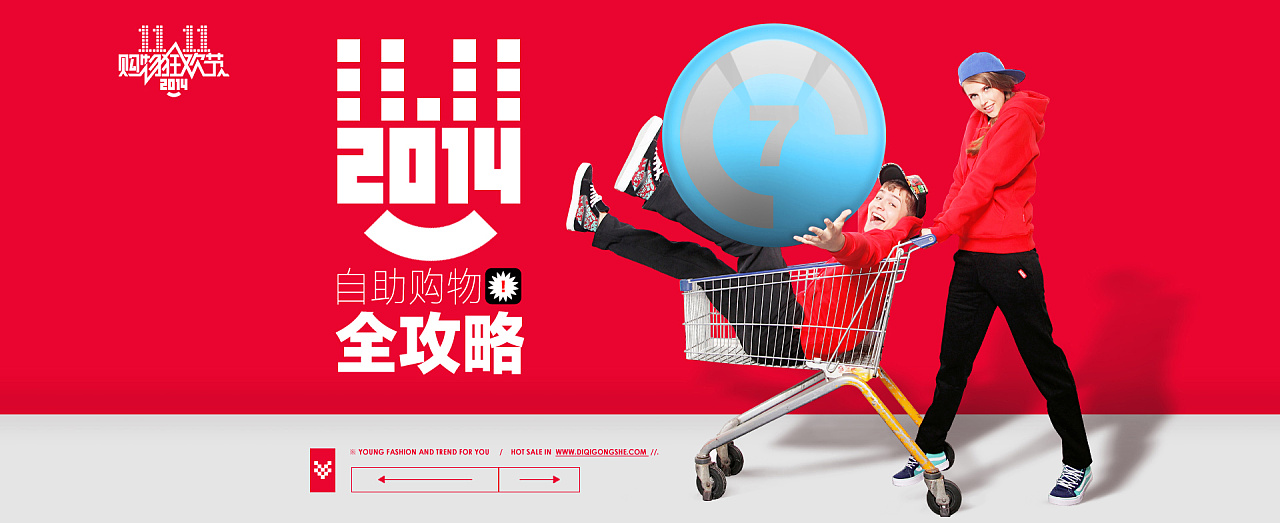 11 11
购物狂欢节
2014
11.11
2014
自助购物!
全攻略
7
YOUNG FASHION AND TREND FOR YOU / HOT SALE IN WWW.DIQIGONGSHE.COM //.